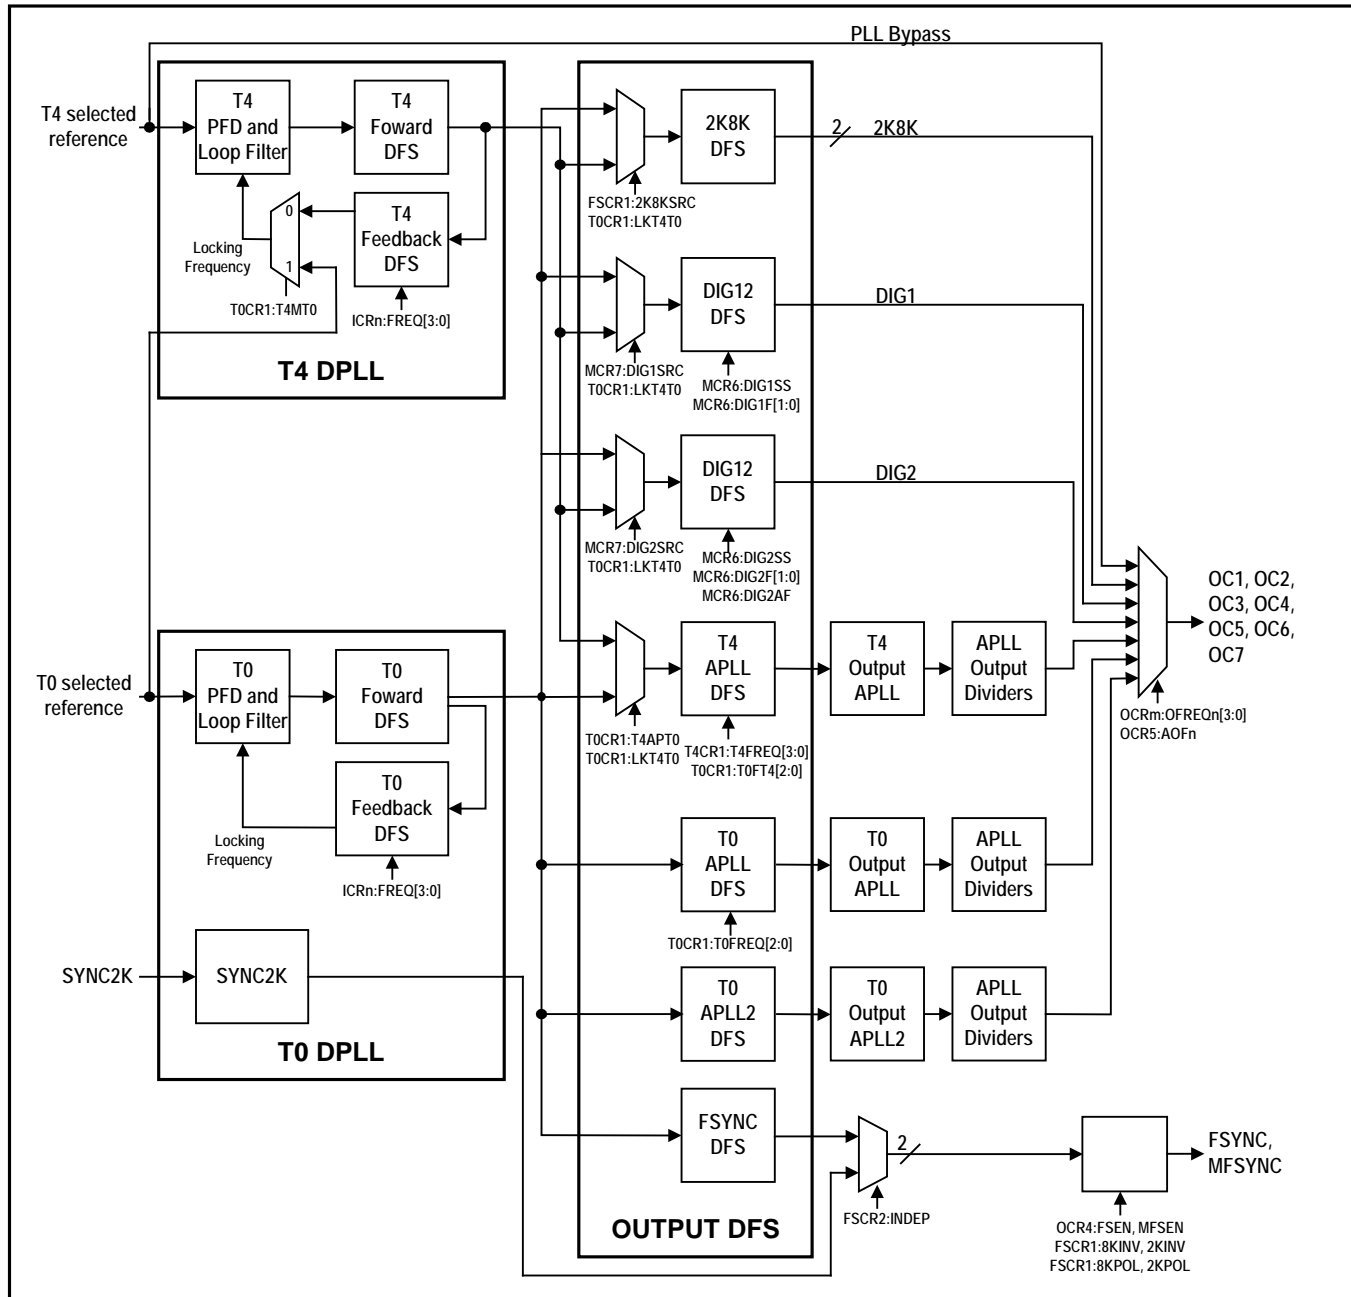 PLL Bypass
T4 selected
reference
T4
PFD and
Loop Filter
T4
Foward
DFS
T4
Feedback
DFS
0
1
Locking
Frequency
T0CR1:T4MT0
ICRn:FREQ[3:0]
T4 DPLL
2K8K
DFS
2
2K8K
FSCR1:2K8KSRC
T0CR1:LKT4T0
DIG12
DFS
DIG1
MCR7:DIG1SRC
T0CR1:LKT4T0
MCR6:DIG1SS
MCR6:DIG1F[1:0]
DIG12
DFS
DIG2
MCR7:DIG2SRC
T0CR1:LKT4T0
MCR6:DIG2SS
MCR6:DIG2F[1:0]
MCR6:DIG2AF
T4
APLL
DFS
T4
Output
APLL
APLL
Output
Dividers
T0CR1:T4APT0
T0CR1:LKT4T0
T4CR1:T4FREQ[3:0]
T0CR1:T0FT4[2:0]
OC1, OC2,
OC3, OC4,
OC5, OC6,
OC7
OCRm:OFREQn[3:0]
OCR5:AOFn
T0 selected
reference
T0
PFD and
Loop Filter
T0
Foward
DFS
T0
Feedback
DFS
Locking
Frequency
ICRn:FREQ[3:0]
T0
APLL
DFS
T0
Output
APLL
APLL
Output
Dividers
T0CR1:T0FREQ[2:0]
SYNC2K
SYNC2K
T0 DPLL
T0
APLL2
DFS
T0
Output
APLL2
APLL
Output
Dividers
FSYNC
DFS
2
FSCR2:INDEP
FSYNC,
MFSYNC
OCR4:FSEN, MFSEN
FSCR1:8KINV, 2KINV
FSCR1:8KPOL, 2KPOL
OUTPUT DFS